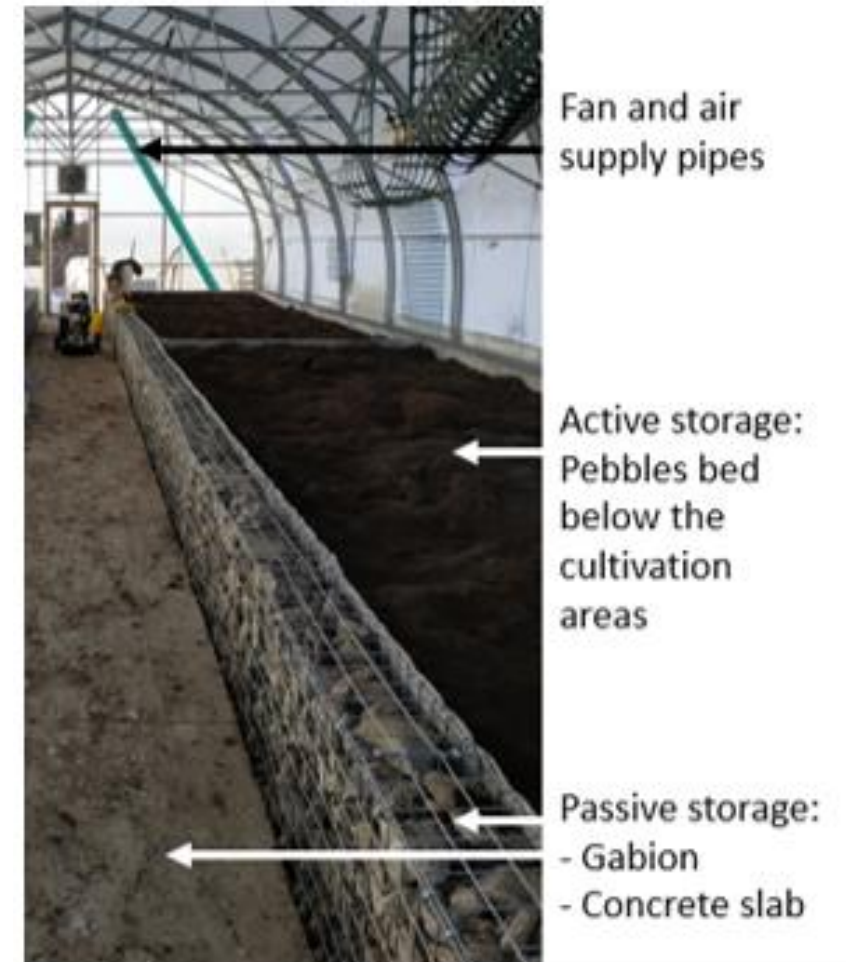 Fan and air
supply pipes
Active storage:
Pebbles bed
below the
cultivation
areas
Passive storage:
- Gabion
- Concrete slab